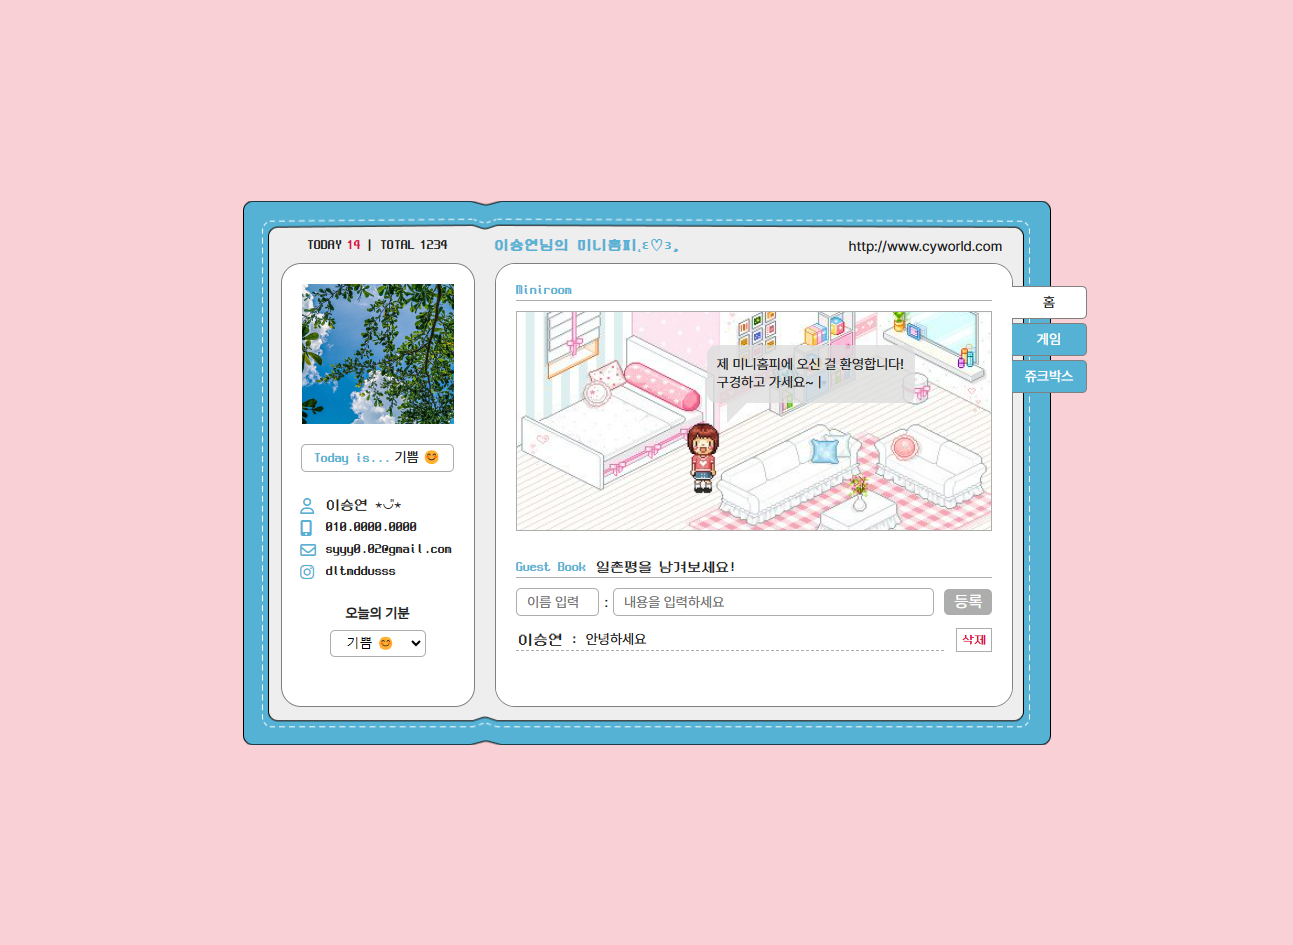 TODAY 19 | TOTAL 1234
이승연님의 미니홈피˛ε♡з¸
http://www.cyworld.com
Today is... 기쁨 😊
이승연 ⋆◡̈⋆
010.0000.0000
syyy0.02@gmail.com
dltmddusss
오늘의 기분
기쁨 😊
Miniroom
제 미니홈피에 오신 걸 환영합니다!
구경하고 가세요~ |
Guest Book 일촌평을 남겨보세요!
이름 입력 : 내용을 입력하세요 등록
이승연 : 안녕하세요 삭제
홈
게임
쥬크박스